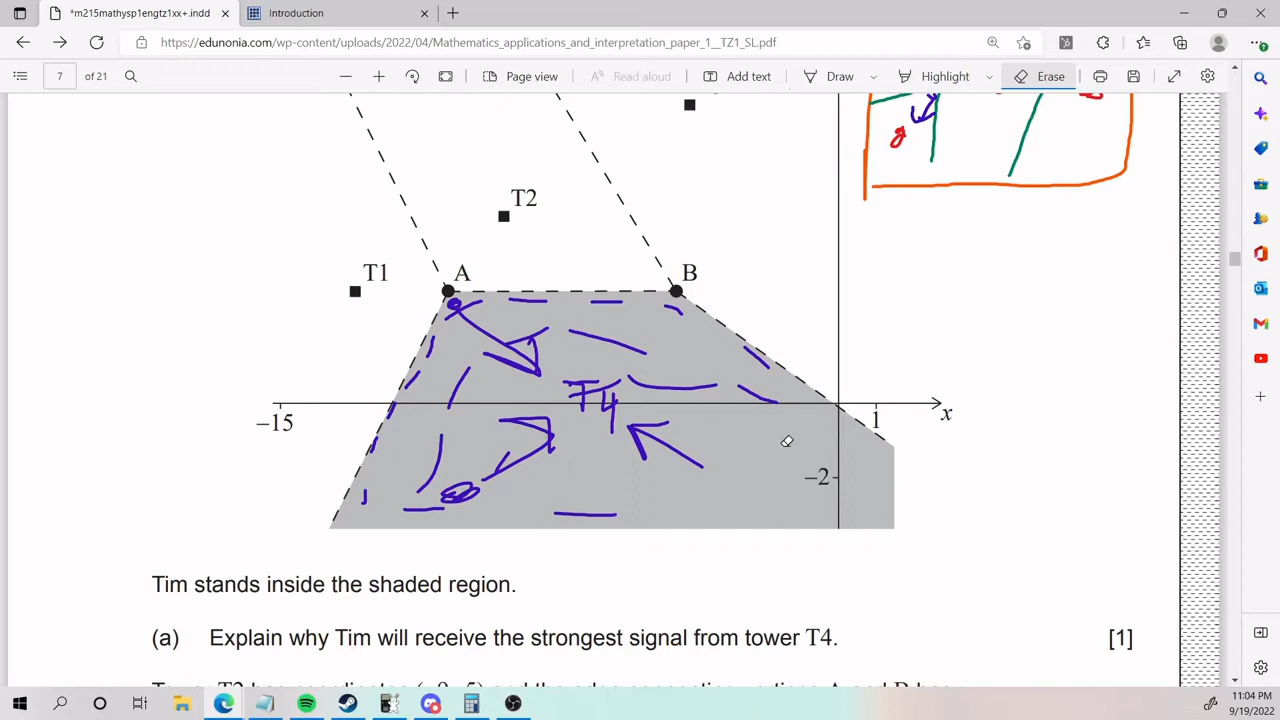 *m215mathysp1engtz1xx+.indd
Introduction
https://edunonia.com/wp-content/uploads/2022/04/Mathematics_applications_and_interpretation_paper_1__TZ1_SL.pdf
7 of 21
Page view
Read aloud
Add text
Draw
Highlight
Erase
T2
T1
A
B
T4
−15
1
x
−2
Tim stands inside the shaded region.
(a) Explain why Tim will receive the strongest signal from tower T4. [1]
11:04 PM
9/19/2022